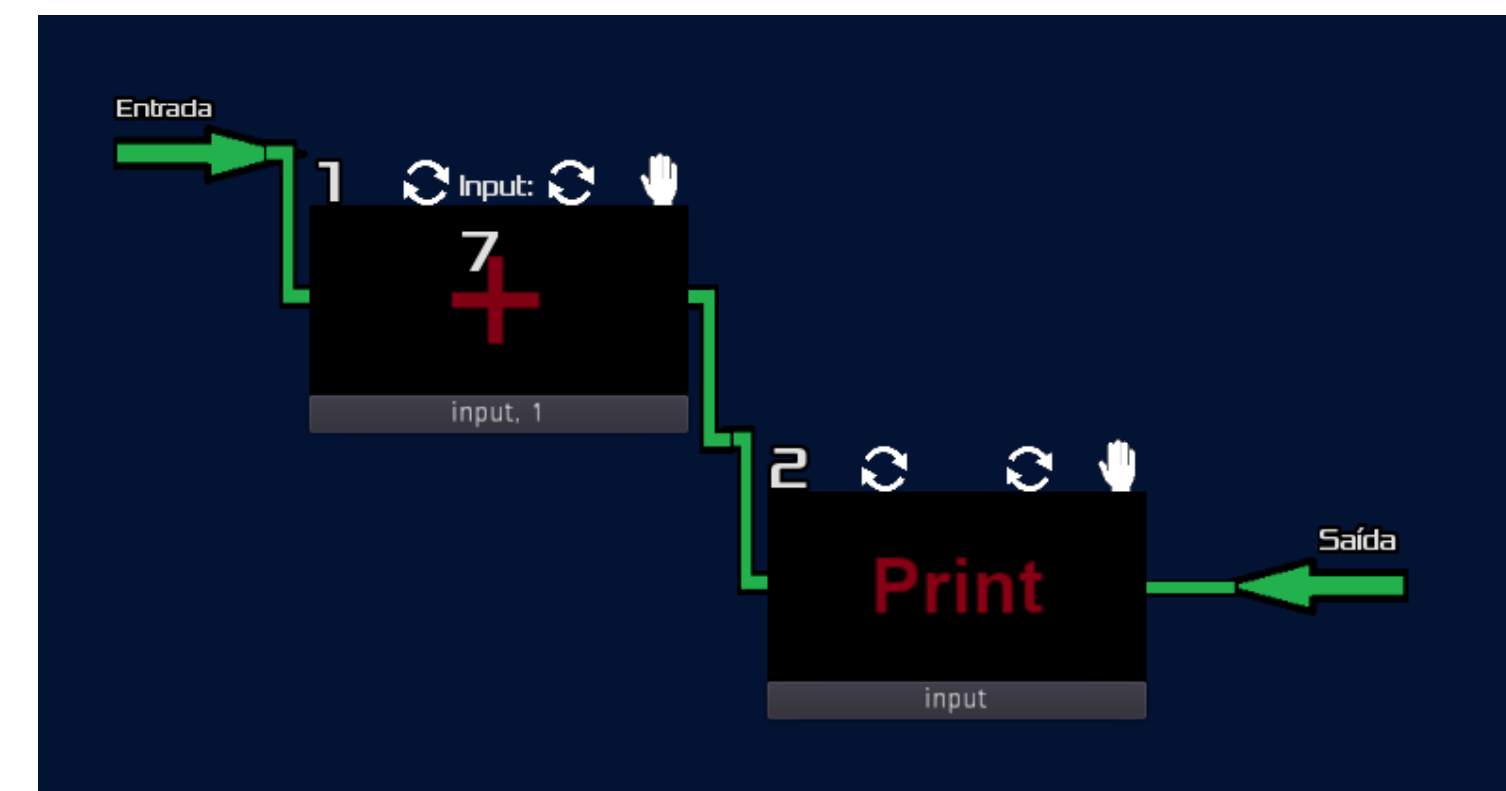 Entrada
1
Input:
7
+
input, 1
2
Print
input
Saída